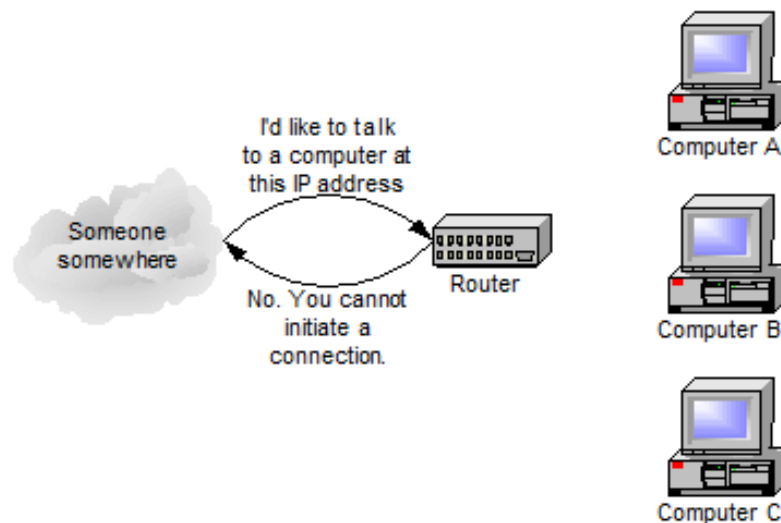 I'd like to talk
to a computer at
this IP address
Someone
somewhere
Router
No. You cannot
initiate a
connection.
Computer A
Computer B
Computer C